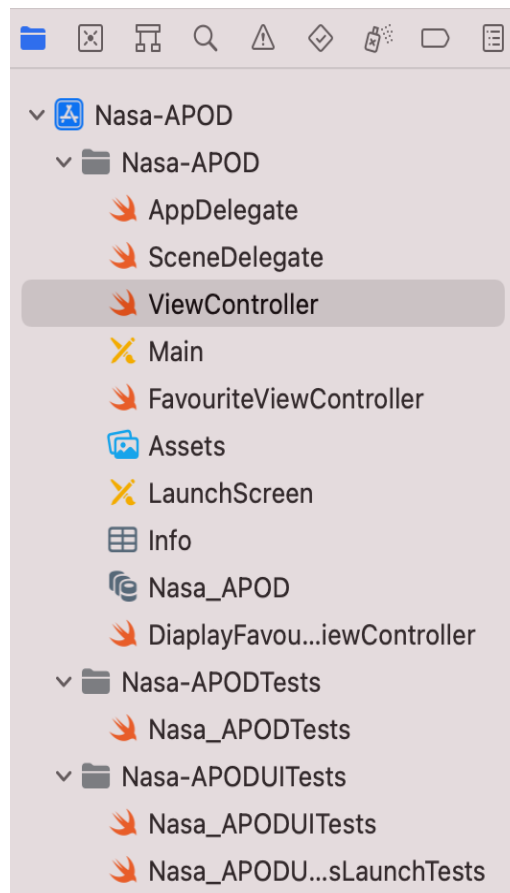 Nasa-APOD
Nasa-APOD
AppDelegate
SceneDelegate
ViewController
Main
FavouriteViewController
Assets
LaunchScreen
Info
Nasa_APOD
DiaplayFavou...iewController
Nasa-APODTests
Nasa_APODTests
Nasa-APODUITests
Nasa_APODUITests
Nasa_APODU...sLaunchTests